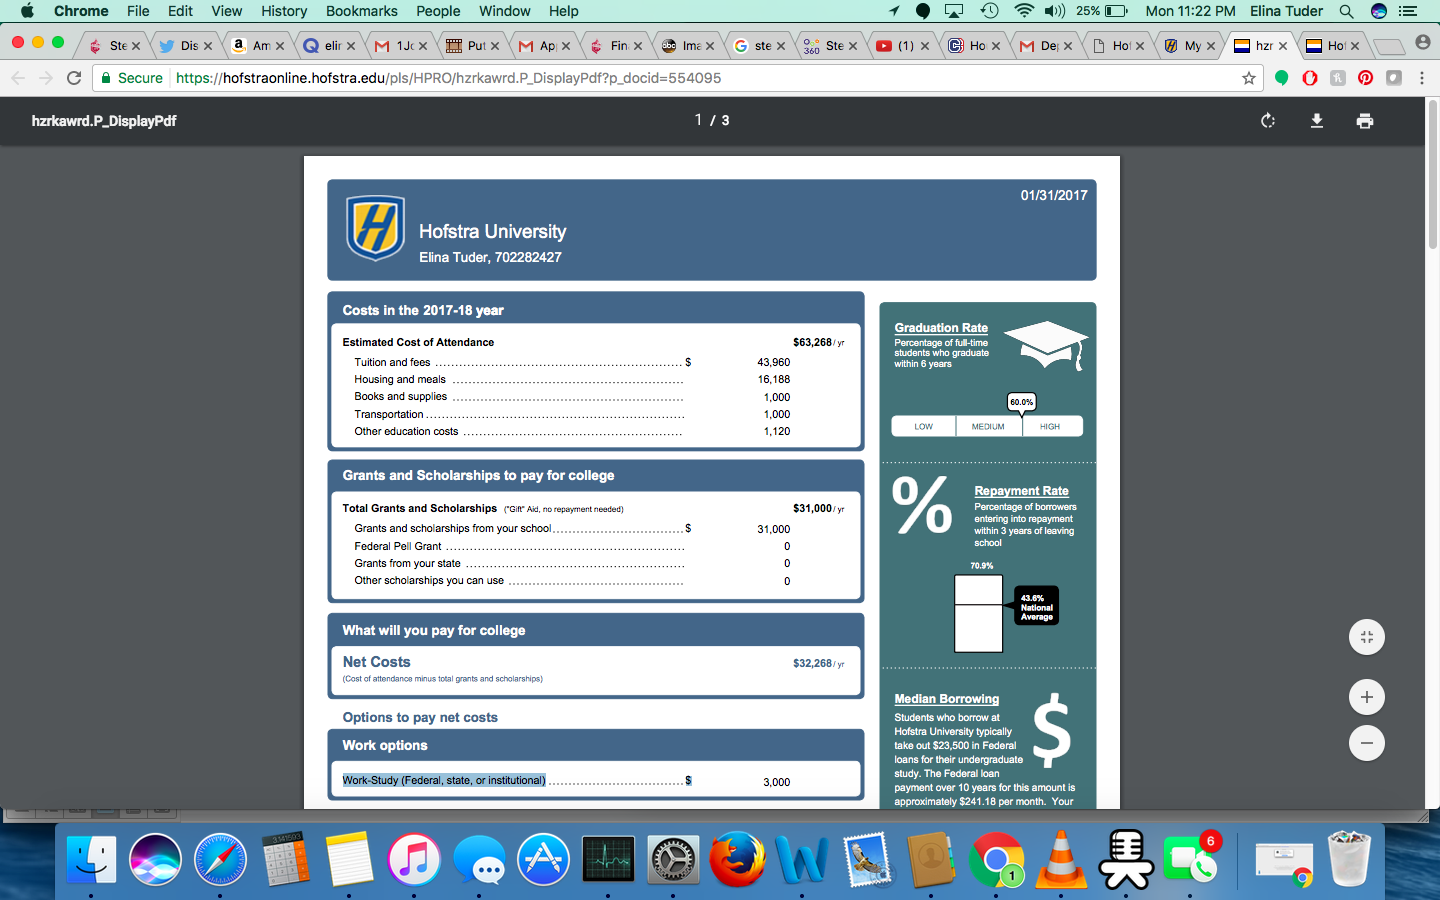 Chrome File Edit View History Bookmarks People Window Help 25% Mon 11:22 PM Elina Tuder
Ste Dis Am elir 1Jc Put Ap Fin Ima ste Ste (1) Ho De Hof My hzr Hof
Secure https://hofstraonline.hofstra.edu/pls/HPRO/hzrkawrd.P_DisplayPdf?p_docid=554095
hzrkawrd.P_DisplayPdf 1 / 3
01/31/2017
Hofstra University
Elina Tuder, 702282427
Costs in the 2017-18 year
Estimated Cost of Attendance $63,268 / yr
Tuition and fees $ 43,960
Housing and meals 16,188
Books and supplies 1,000
Transportation 1,000
Other education costs 1,120
Grants and Scholarships to pay for college
Total Grants and Scholarships ("Gift" Aid, no repayment needed) $31,000 / yr
Grants and scholarships from your school $ 31,000
Federal Pell Grant 0
Grants from your state 0
Other scholarships you can use 0
What will you pay for college
Net Costs $32,268 / yr
(Cost of attendance minus total grants and scholarships)
Options to pay net costs
Work options
Work-Study (Federal, state, or institutional) $ 3,000
Graduation Rate
Percentage of full-time
students who graduate
within 6 years
60.0%
LOW MEDIUM HIGH
%
Repayment Rate
Percentage of borrowers
entering into repayment
within 3 years of leaving
school
70.9%
43.6%
National
Average
Median Borrowing
$
Students who borrow at
Hofstra University typically
take out $23,500 in Federal
loans for their undergraduate
study. The Federal loan
payment over 10 years for this amount is
approximately $241.18 per month. Your
3.141593
1
6